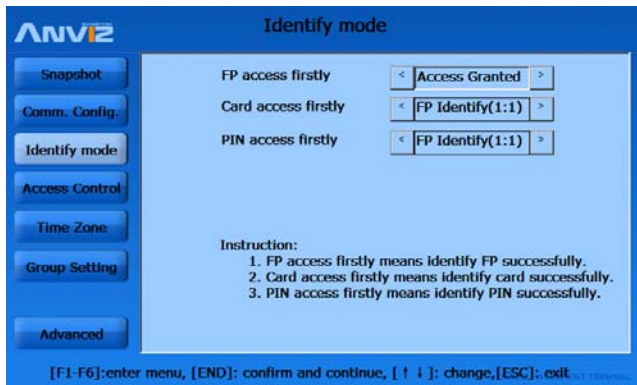 ANVIZ
Identify mode
Snapshot
FP access firstly
< Access Granted >
Comm. Config.
Card access firstly
< FP Identify(1:1) >
Identify mode
PIN access firstly
< FP Identify(1:1) >
Access Control
Time Zone
Group Setting
Instruction:
1. FP access firstly means identify FP successfully.
2. Card access firstly means identify card successfully.
3. PIN access firstly means identify PIN successfully.
Advanced
[F1-F6]:enter menu, [END]: confirm and continue, [ ↑ ↓ ]: change,[ESC]: exit